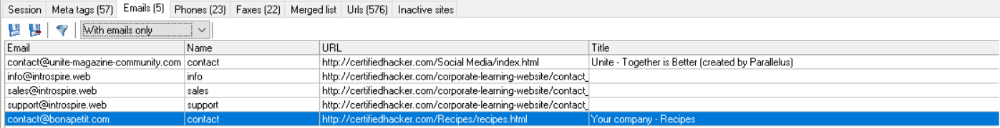 Session Meta tags (57) Emails (5) Phones (23) Faxes (22) Merged list Urls (576) Inactive sites
With emails only
Email Name URL Title
contact@unite-magazine-community.com contact http://certifiedhacker.com/Social Media/index.html Unite - Together is Better (created by Parallelus)
info@introspire.web info http://certifiedhacker.com/corporate-learning-website/contact_
sales@introspire.web sales http://certifiedhacker.com/corporate-learning-website/contact_
support@introspire.web support http://certifiedhacker.com/corporate-learning-website/contact_
contact@bonapetit.com contact http://certifiedhacker.com/Recipes/recipes.html Your company - Recipes